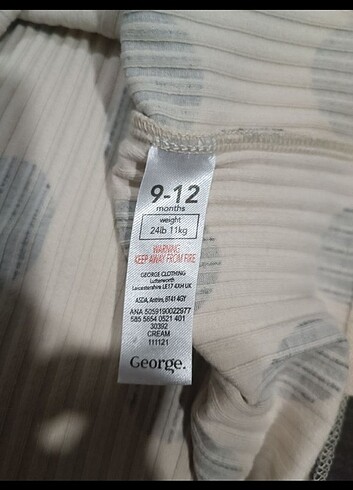 9-12
months
weight
24lb 11kg
WARNING
KEEP AWAY FROM FIRE
GEORGE CLOTHING
Lutterworth
Leicestershire LE17 4XH UK
ASDA, Antrim, BT41 4GY
ANA 5059190022977
585 5654 0521 401
30392
CREAM
111121
George.